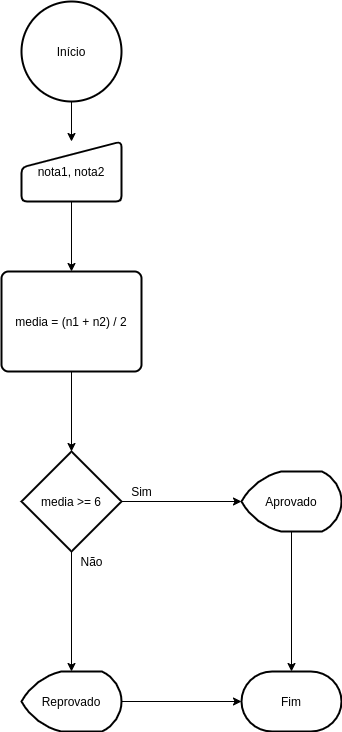 Início
nota1, nota2
media = (n1 + n2) / 2
media >= 6
Sim
Aprovado
Não
Reprovado
Fim